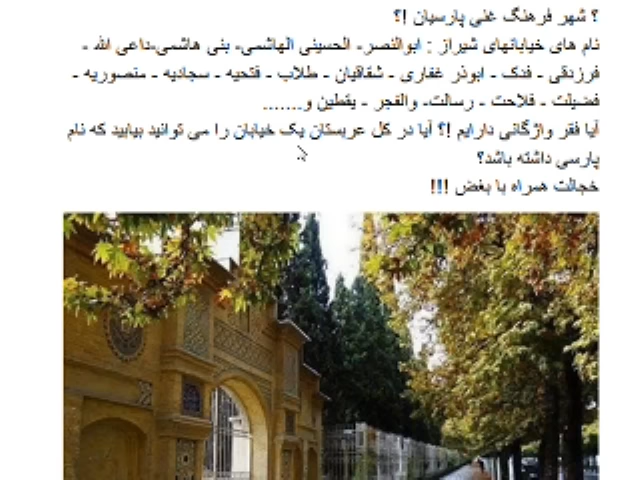 ؟ شهر فرهنگ غنی پارسیان !؟
نام های خیابانهای شیراز : ابوالنصر- الحسینی الهاشمی- بنی هاشمی-داعی الله -
فرزدقی - فدک - ابوذر غفاری - شقاقیان - طلاب - فتحیه - سجادیه - منصوریه -
فضیلت - فلاحت - رسالت- والفجر - یقطین و.......
آیا فقر واژگانی دارایم !؟ آیا در کل عربستان یک خیابان را می توانید بیابید که نام
پارسی داشته باشد؟
خجالت همراه با بغض !!!